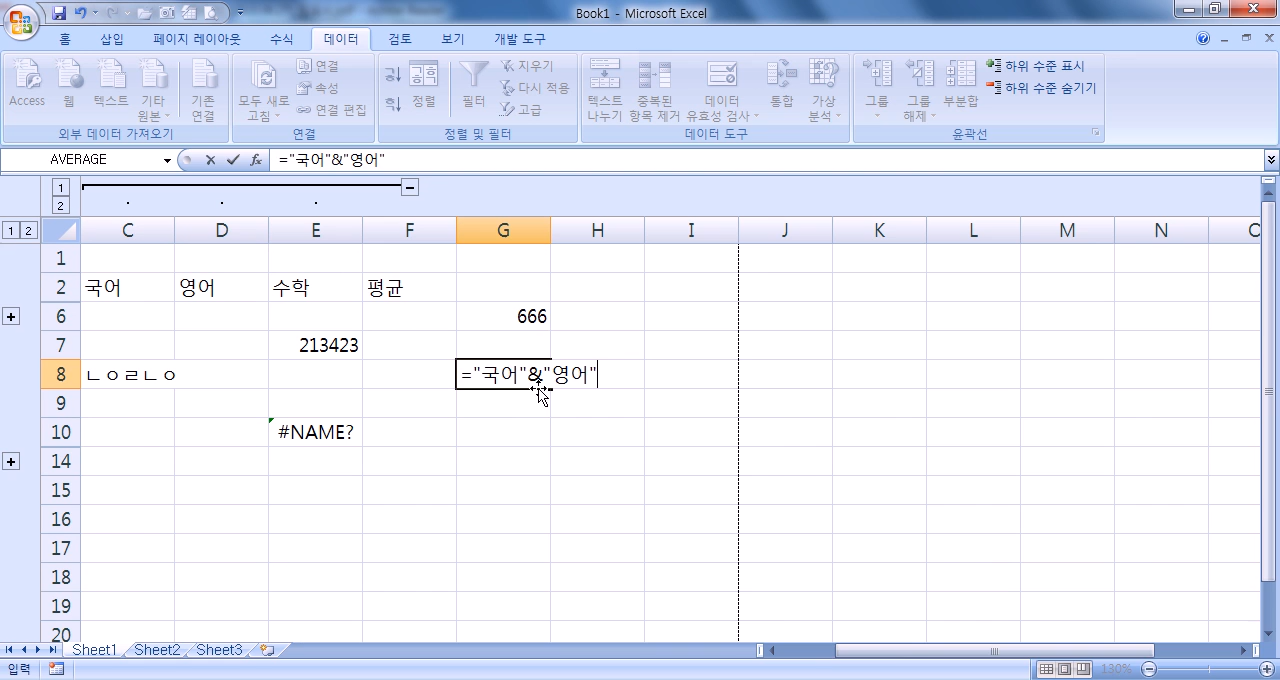 Book1 - Microsoft Excel
홈 삽입 페이지 레이아웃 수식 데이터 검토 보기 개발 도구
Access 웹 텍스트 기타 원본 기존 연결
외부 데이터 가져오기
모두 새로 고침 연결 속성 연결 편집
연결
정렬 필터 지우기 다시 적용 고급
정렬 및 필터
텍스트 나누기 중복된 항목 제거 데이터 유효성 검사 통합 가상 분석
데이터 도구
그룹 그룹 해제 부분합 하위 수준 표시 하위 수준 숨기기
윤곽선
AVERAGE fx ="국어"&"영어"
1
2
1 2 C D E F G H I J K L M N O
1
2 국어 영어 수학 평균
6 666
7 213423
8 ㄴㅇㄹㄴㅇ ="국어"&"영어"
9
10 #NAME?
14
15
16
17
18
19
20
Sheet1 Sheet2 Sheet3
입력 130%